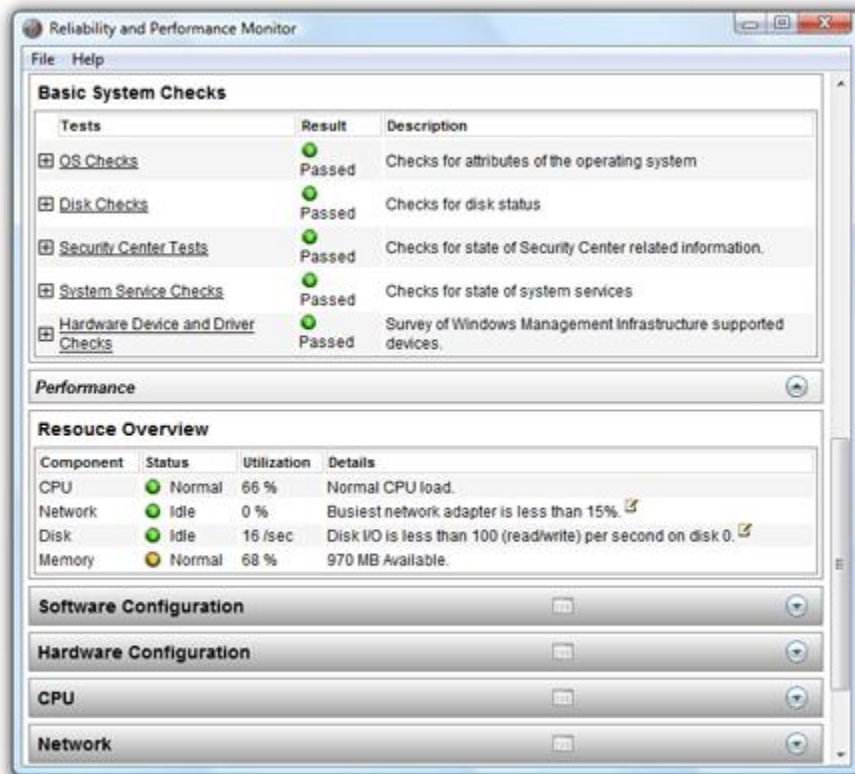 Reliability and Performance Monitor
File Help
Basic System Checks
Tests Result Description
OS Checks Passed Checks for attributes of the operating system
Disk Checks Passed Checks for disk status
Security Center Tests Passed Checks for state of Security Center related information.
System Service Checks Passed Checks for state of system services
Hardware Device and Driver Checks Passed Survey of Windows Management Infrastructure supported devices.
Performance
Resouce Overview
Component Status Utilization Details
CPU Normal 66 % Normal CPU load.
Network Idle 0 % Busiest network adapter is less than 15%.
Disk Idle 16 /sec Disk I/O is less than 100 (read/write) per second on disk 0.
Memory Normal 68 % 970 MB Available.
Software Configuration
Hardware Configuration
CPU
Network